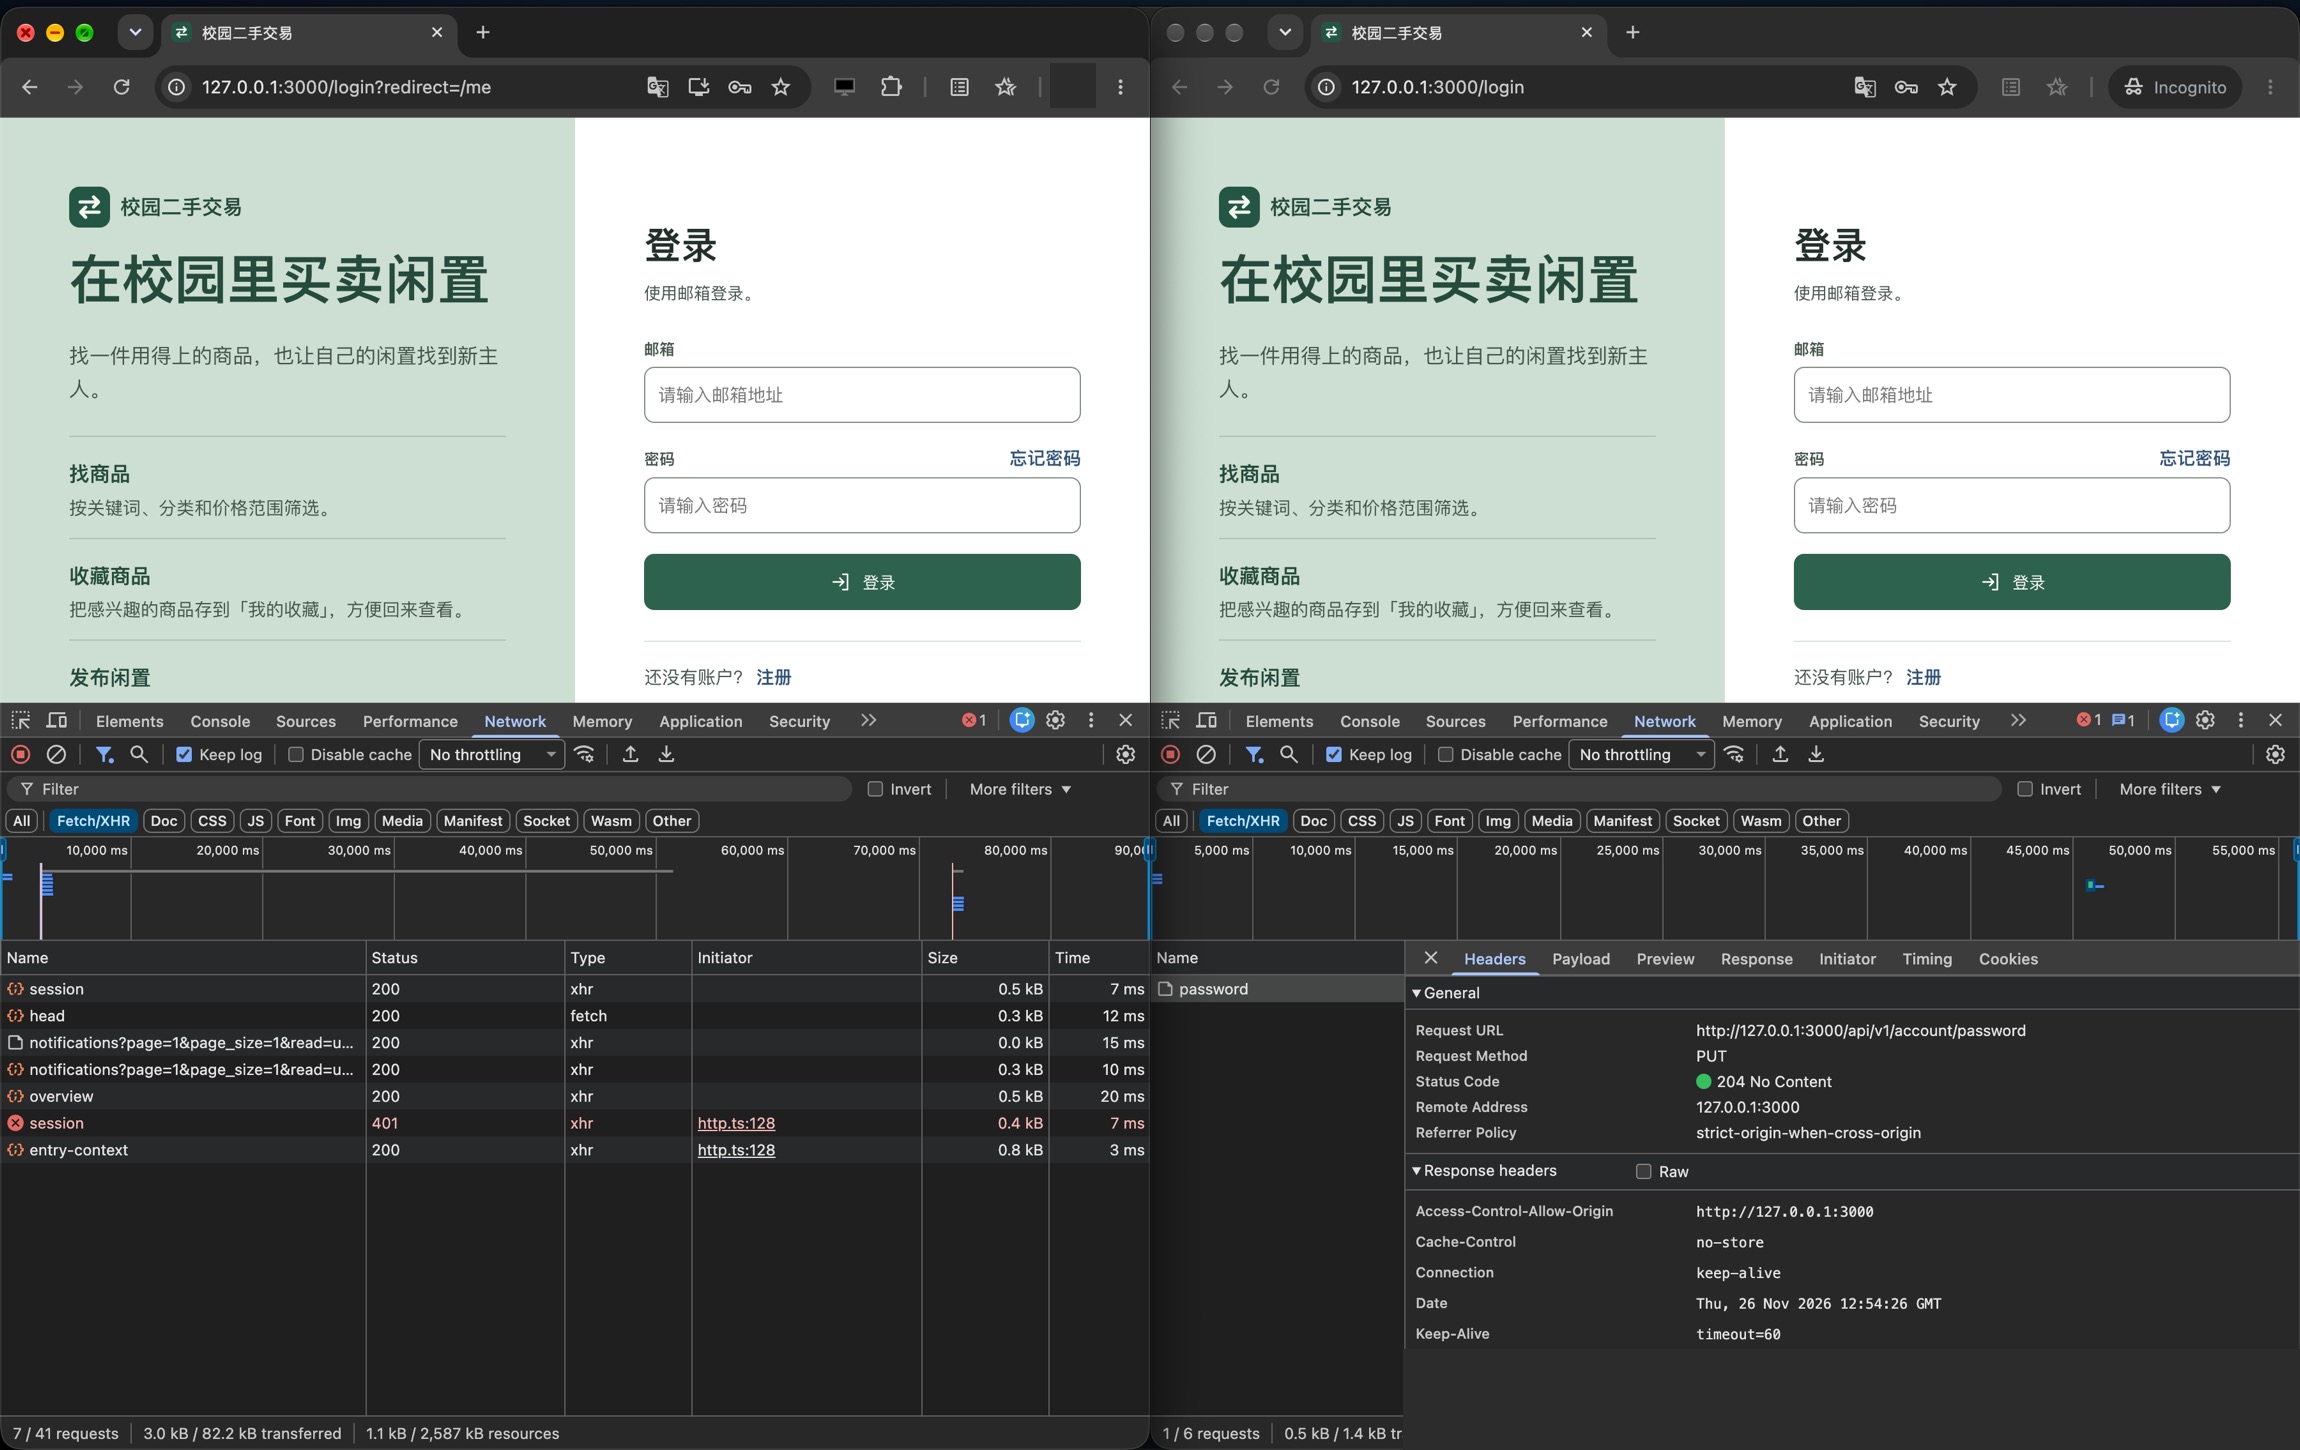 校园二手交易
127.0.0.1:3000/login?redirect=/me
校园二手交易
在校园里买卖闲置
找一件用得上的商品，也让自己的闲置找到新主
人。
找商品
按关键词、分类和价格范围筛选。
收藏商品
把感兴趣的商品存到「我的收藏」，方便回来查看。
发布闲置
登录
使用邮箱登录。
邮箱
请输入邮箱地址
密码 忘记密码
请输入密码
登录
还没有账户？ 注册
Elements Console Sources Performance Network Memory Application Security 1
Keep log Disable cache No throttling
Filter Invert More filters
All Fetch/XHR Doc CSS JS Font Img Media Manifest Socket Wasm Other
10,000 ms 20,000 ms 30,000 ms 40,000 ms 50,000 ms 60,000 ms 70,000 ms 80,000 ms
Name Status Type Initiator Size Time
session 200 xhr 0.5 kB 7 ms
head 200 fetch 0.3 kB 12 ms
notifications?page=1&page_size=1&read=u... 200 xhr 0.0 kB 15 ms
notifications?page=1&page_size=1&read=u... 200 xhr 0.3 kB 10 ms
overview 200 xhr 0.5 kB 20 ms
session 401 xhr http.ts:128 0.4 kB 7 ms
entry-context 200 xhr http.ts:128 0.8 kB 3 ms
7 / 41 requests 3.0 kB / 82.2 kB transferred 1.1 kB / 2,587 kB resources
校园二手交易
127.0.0.1:3000/login Incognito
校园二手交易
在校园里买卖闲置
找一件用得上的商品，也让自己的闲置找到新主
人。
找商品
按关键词、分类和价格范围筛选。
收藏商品
把感兴趣的商品存到「我的收藏」，方便回来查看。
发布闲置
登录
使用邮箱登录。
邮箱
请输入邮箱地址
密码 忘记密码
请输入密码
登录
还没有账户？ 注册
Elements Console Sources Performance Network Memory Application Security 1 1
Keep log Disable cache No throttling
Filter Invert More filters
All Fetch/XHR Doc CSS JS Font Img Media Manifest Socket Wasm Other
5,000 ms 10,000 ms 15,000 ms 20,000 ms 25,000 ms 30,000 ms 35,000 ms 40,000 ms 45,000 ms 50,000 ms 55,000 ms
Name
password
Headers Payload Preview Response Initiator Timing Cookies
General
Request URL http://127.0.0.1:3000/api/v1/account/password
Request Method PUT
Status Code 204 No Content
Remote Address 127.0.0.1:3000
Referrer Policy strict-origin-when-cross-origin
Response headers Raw
Access-Control-Allow-Origin http://127.0.0.1:3000
Cache-Control no-store
Connection keep-alive
Date Thu, 26 Nov 2026 12:54:26 GMT
Keep-Alive timeout=60
1 / 6 requests 0.5 kB / 1.4 kB